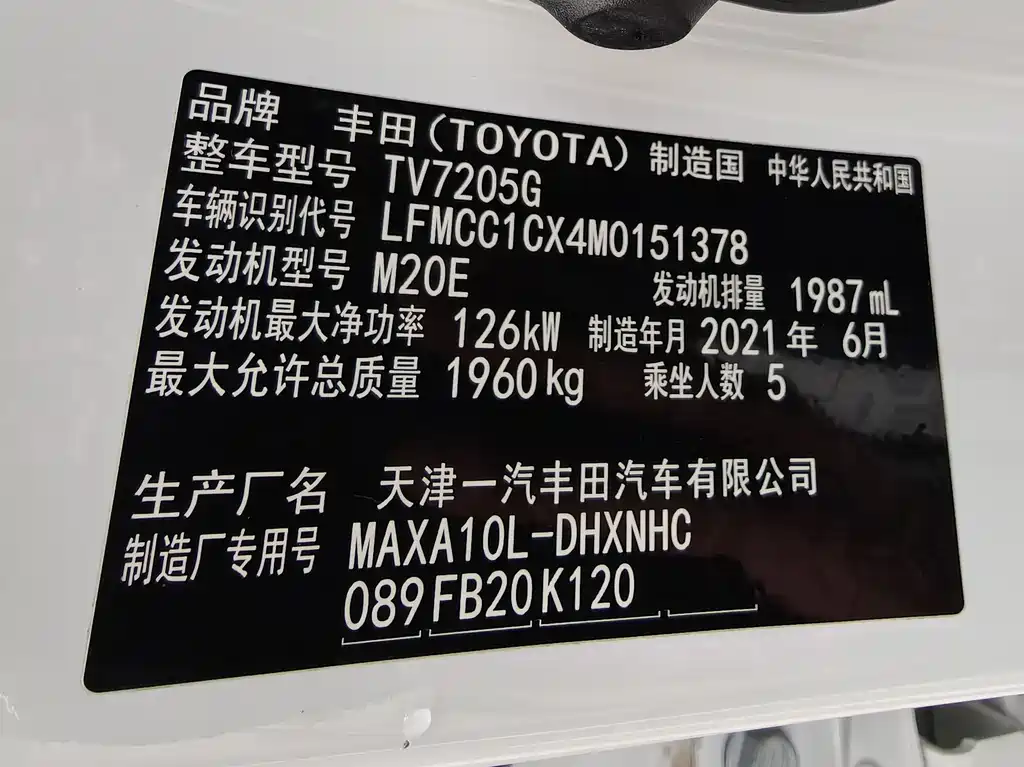 品牌 丰田(TOYOTA) 制造国 中华人民共和国
整车型号 TV7205G
车辆识别代号 LFMCC1CX4M0151378
发动机型号 M20E 发动机排量 1987mL
发动机最大净功率 126kW 制造年月 2021年 6月
最大允许总质量 1960kg 乘坐人数 5
生产厂名 天津一汽丰田汽车有限公司
制造厂专用号 MAXA10L-DHXNHC
089 FB20 K120